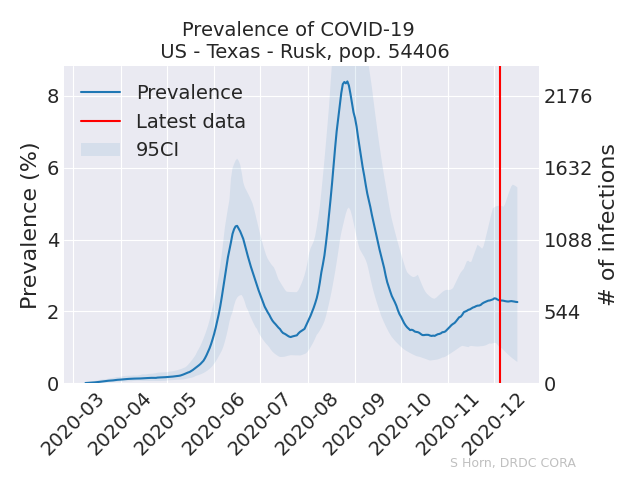 Prevalence of COVID-19
US - Texas - Rusk, pop. 54406
Prevalence
Latest data
95CI
Prevalence (%)
8
6
4
2
0
2176
1632
1088
544
0
# of infections
2020-03
2020-04
2020-05
2020-06
2020-07
2020-08
2020-09
2020-10
2020-11
2020-12
S Horn, DRDC CORA